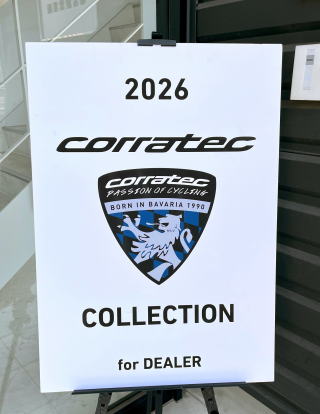 2026
corratec
corratec
PASSION OF CYCLING
BORN IN BAVARIA 1990
COLLECTION
for DEALER